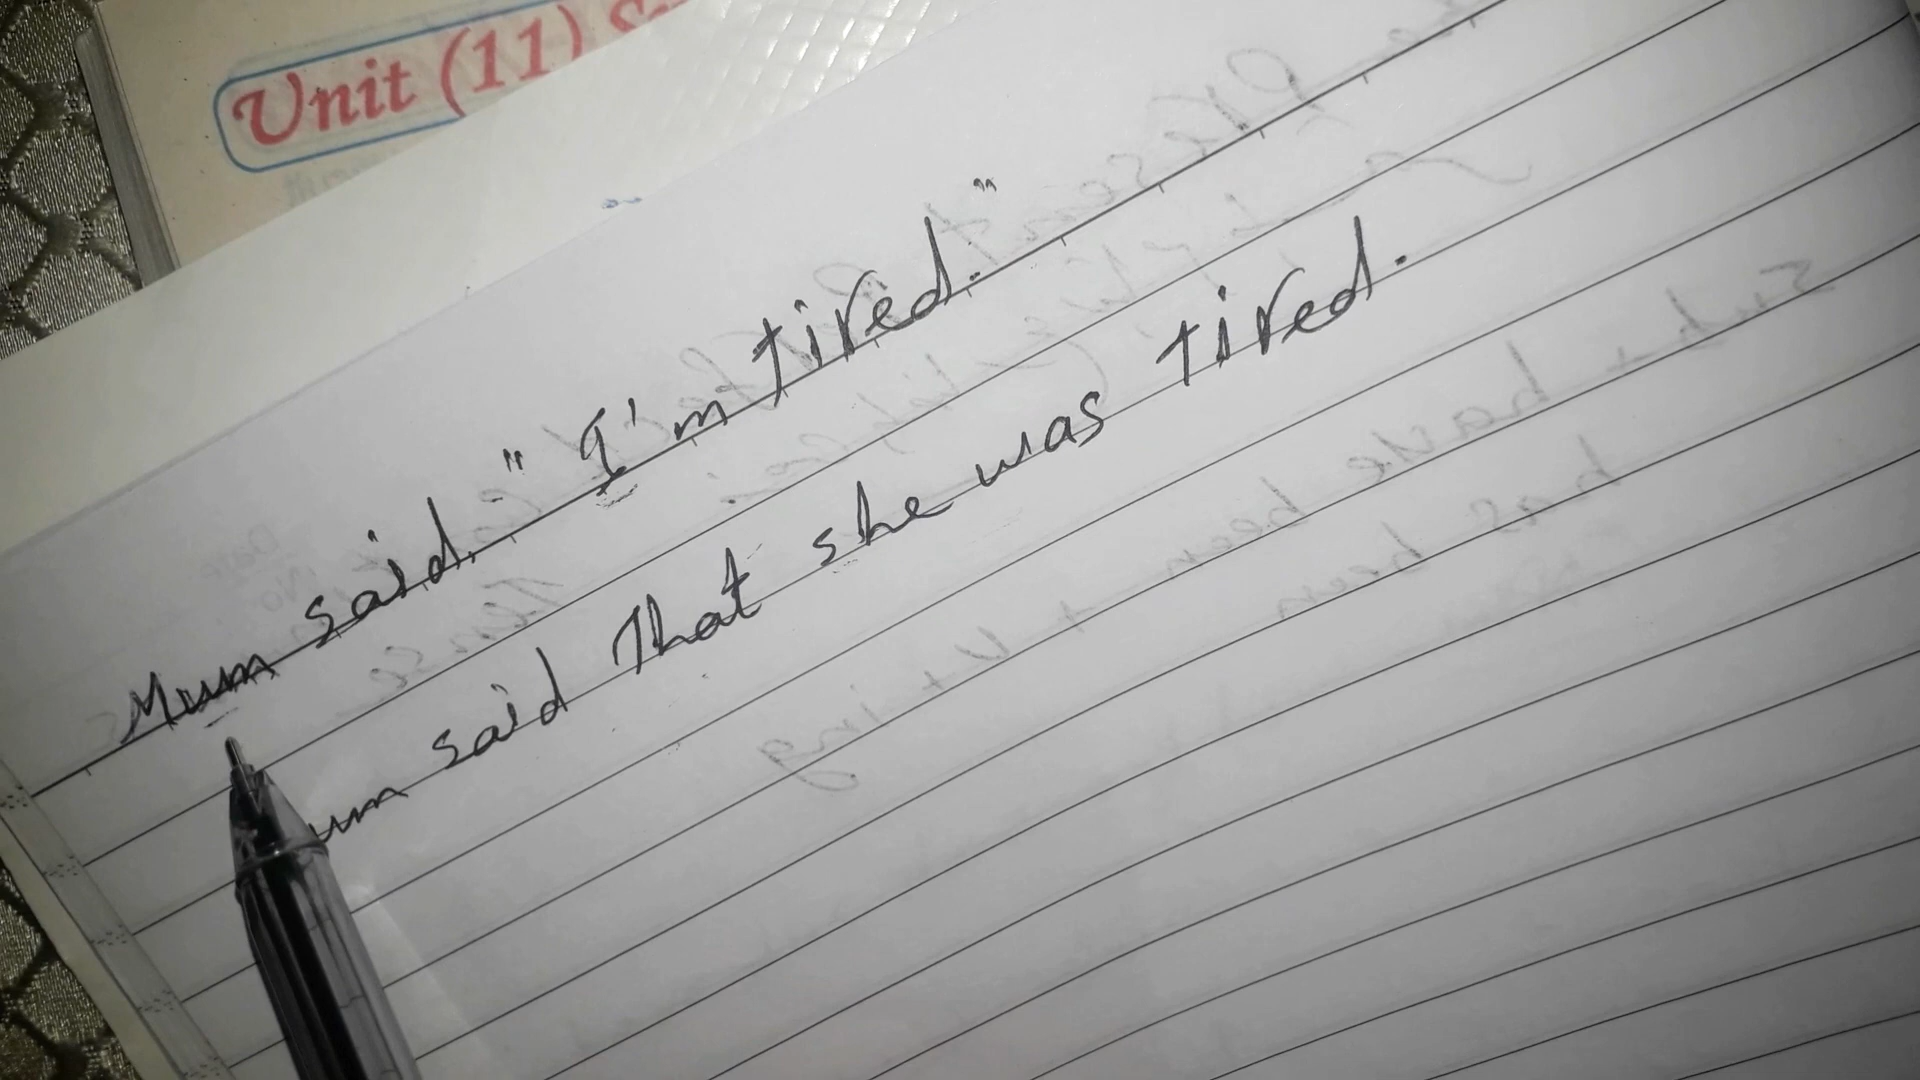 Unit (11)
Mum said, "I'm tired."
um said That she was tired.